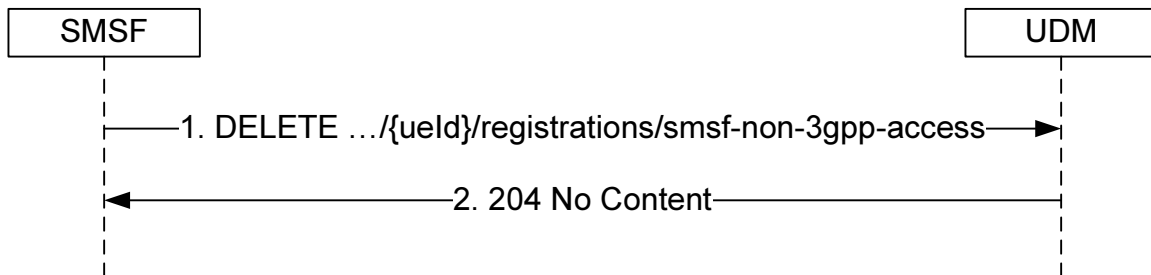 SMSF
UDM
1. DELETE …/{ueId}/registrations/smsf-non-3gpp-access
2. 204 No Content